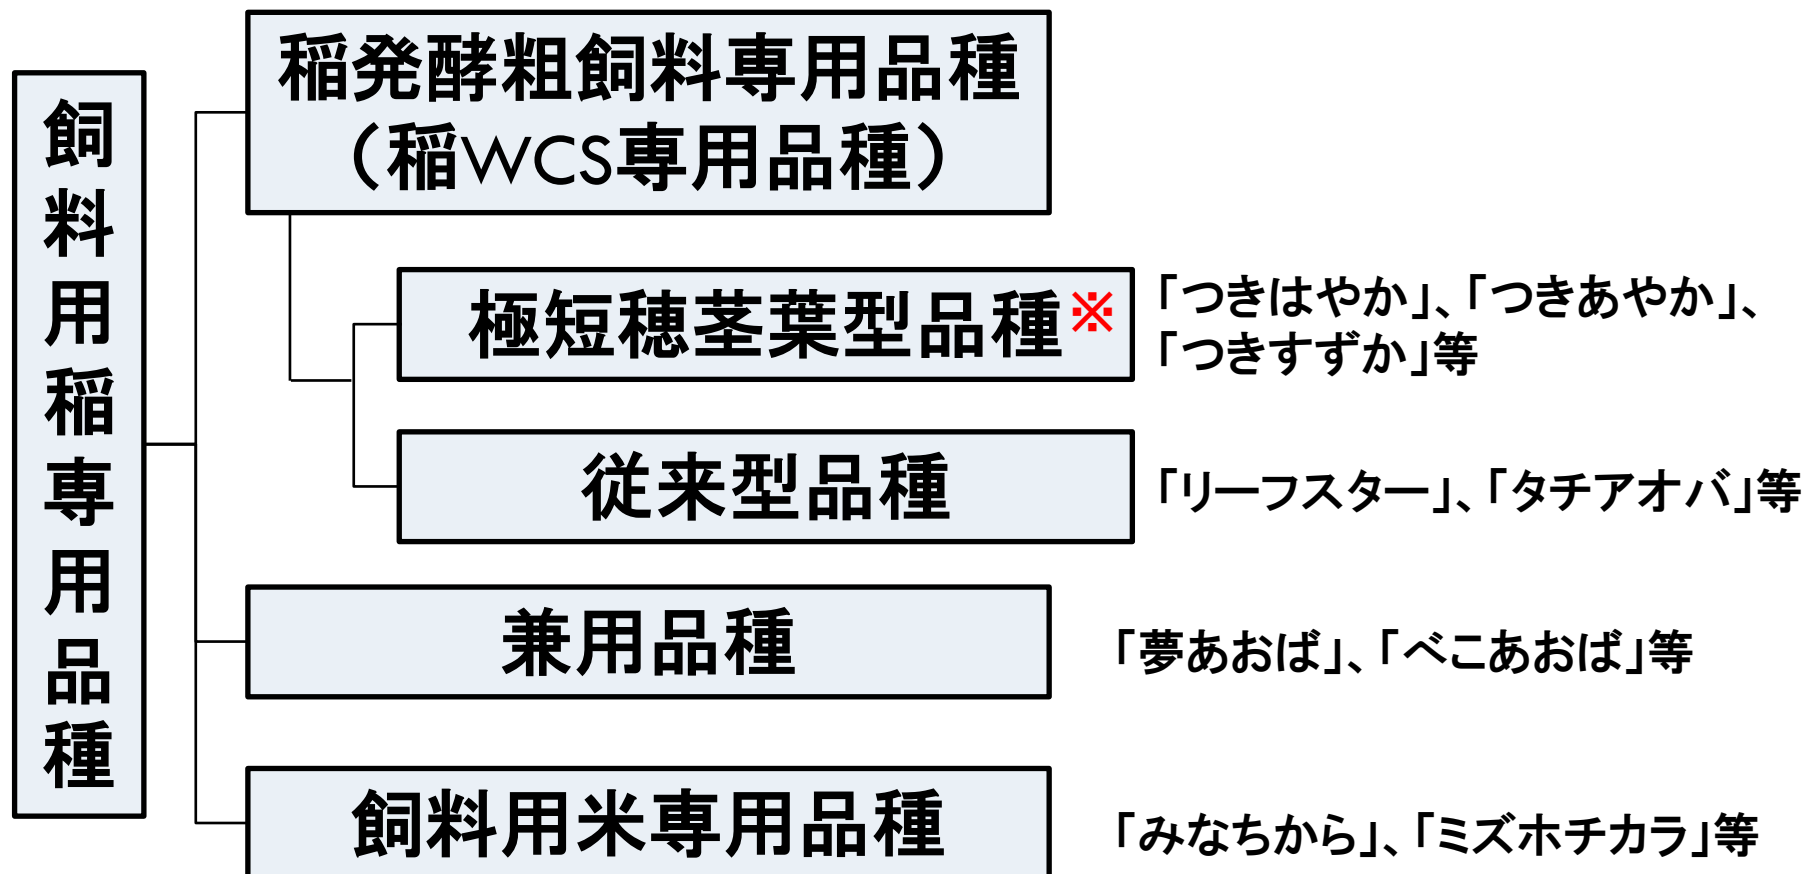 飼料用稲専用品種
稲発酵粗飼料専用品種
（稲WCS専用品種）
極短穂茎葉型品種※
「つきはやか」、「つきあやか」、
「つきすずか」等
従来型品種
「リーフスター」、「タチアオバ」等
兼用品種
「夢あおば」、「べこあおば」等
飼料用米専用品種
「みなちから」、「ミズホチカラ」等